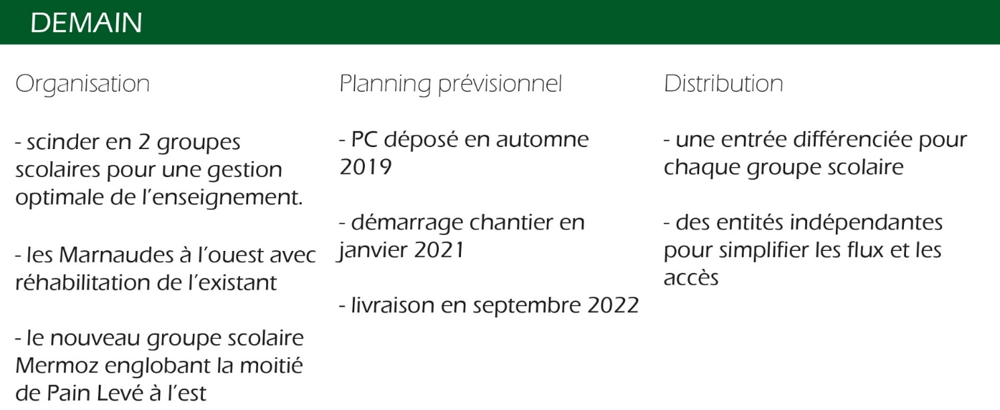 DEMAIN
Organisation
- scinder en 2 groupes
scolaires pour une gestion
optimale de l'enseignement.
- les Marnaudes à l'ouest avec
réhabilitation de l'existant
- le nouveau groupe scolaire
Mermoz englobant la moitié
de Pain Levé à l'est
Planning prévisionnel
- PC déposé en automne
2019
- démarrage chantier en
janvier 2021
- livraison en septembre 2022
Distribution
- une entrée différenciée pour
chaque groupe scolaire
- des entités indépendantes
pour simplifier les flux et les
accès